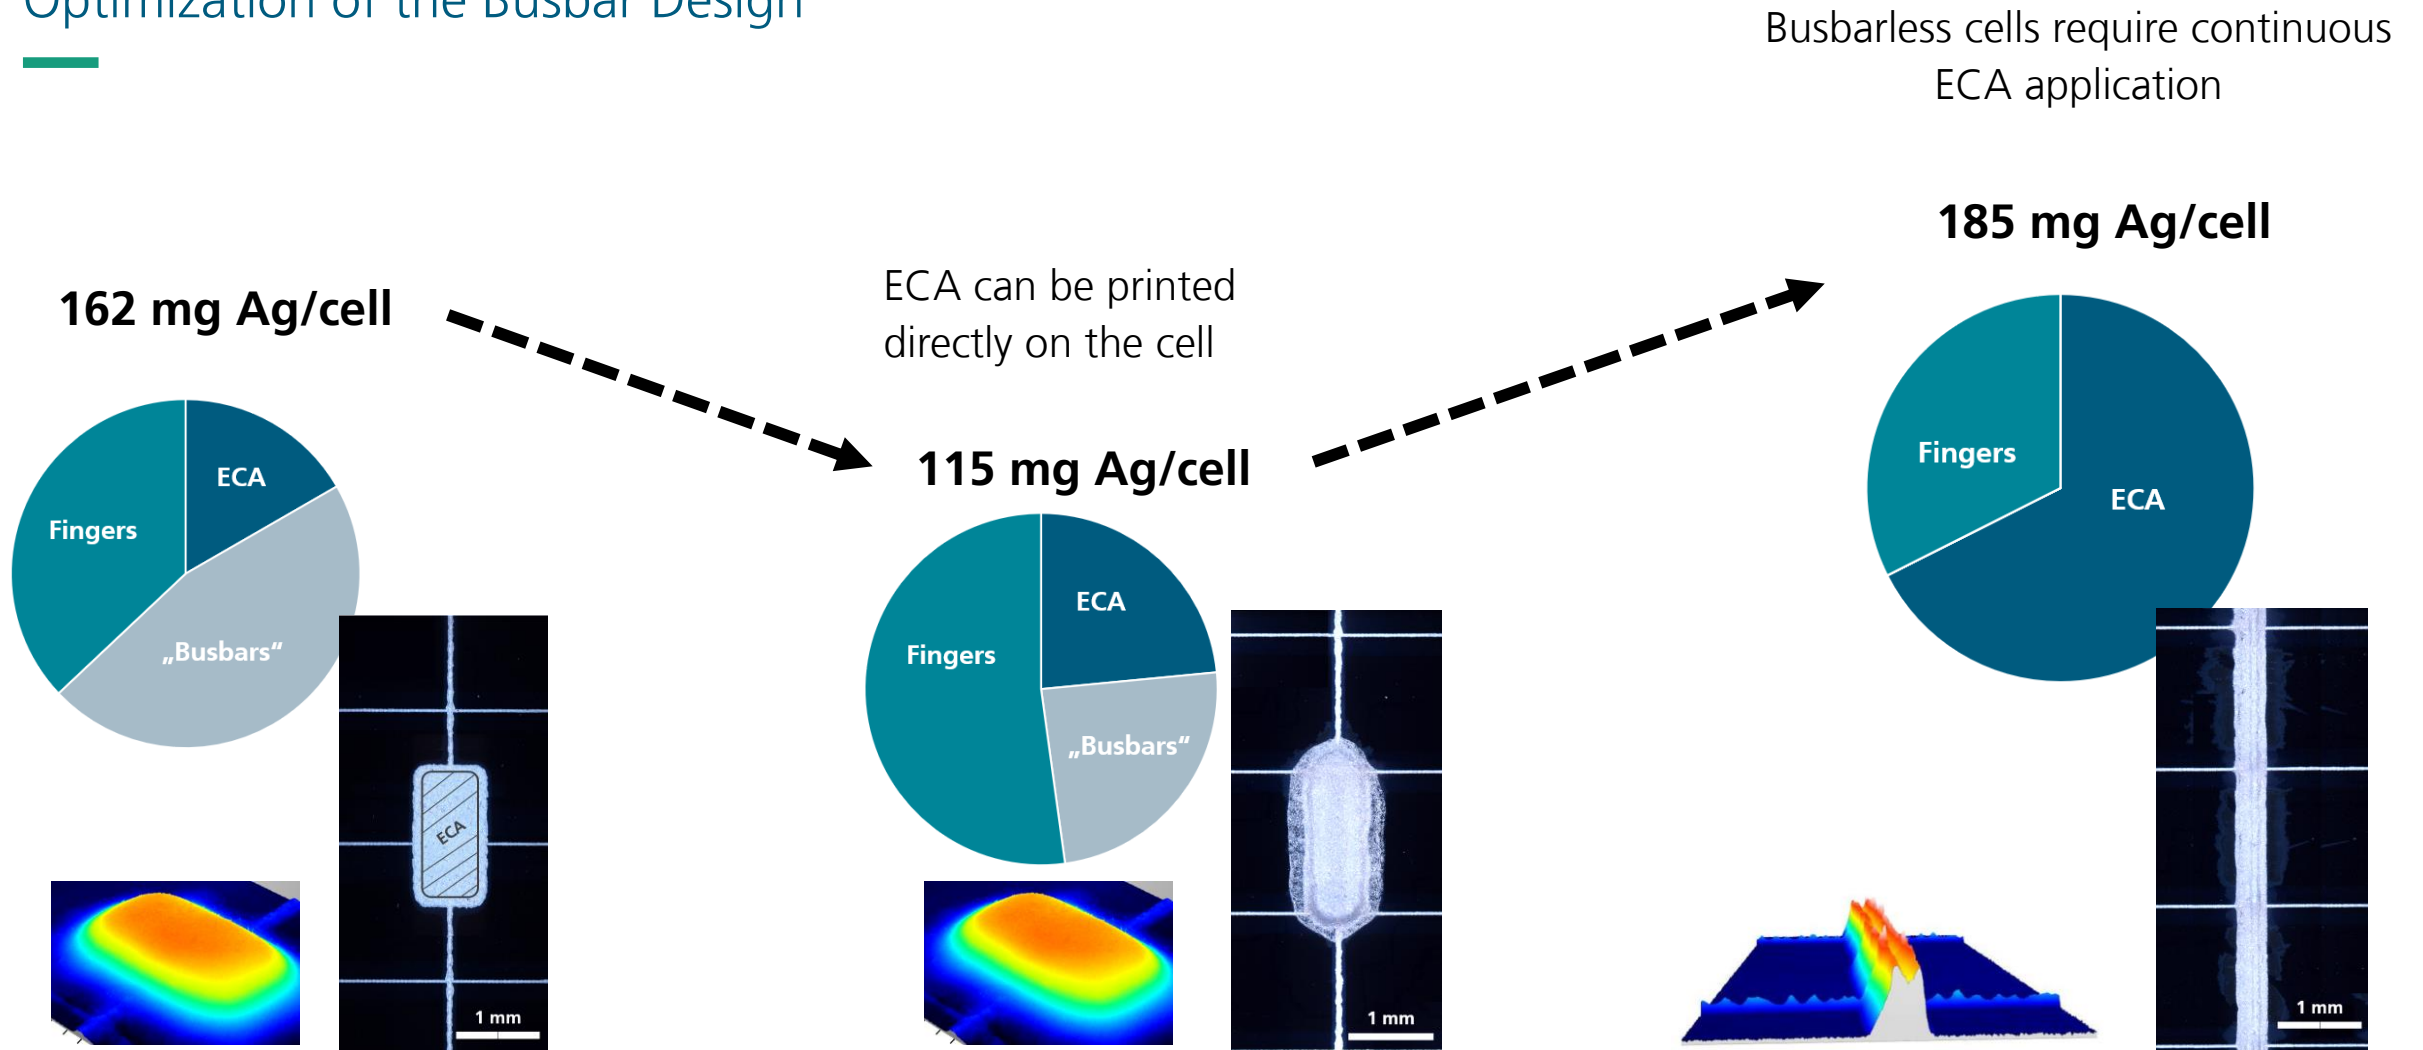 Optimization of the Busbar Design
Busbarless cells require continuous
ECA application
185 mg Ag/cell
162 mg Ag/cell
ECA can be printed
directly on the cell
115 mg Ag/cell
ECA
Fingers
„Busbars“
ECA
1 mm
ECA
Fingers
„Busbars“
1 mm
Fingers
ECA
1 mm